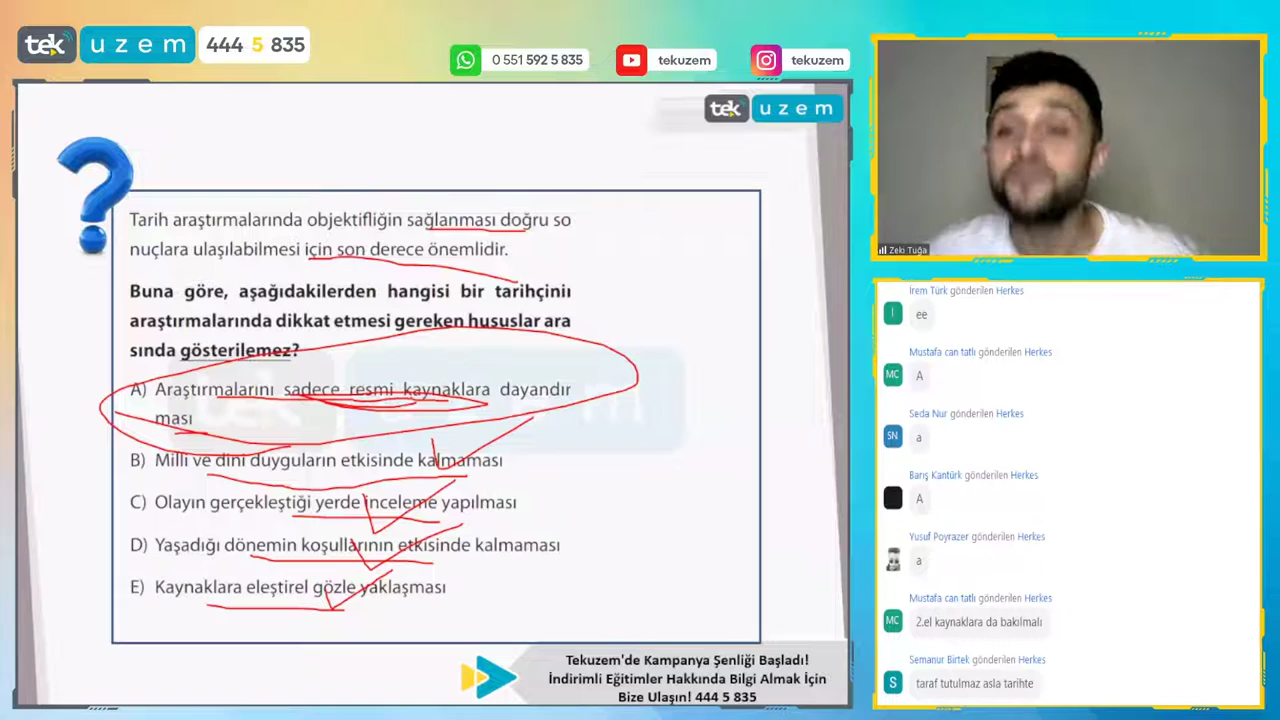 tek
uzem
444 5 835
0 551 592 5 835
tekuzem
tekuzem
tek
uzem
Tarih araştırmalarında objektifliğin sağlanması doğru so
nuçlara ulaşılabilmesi için son derece önemlidir.
Buna göre, aşağıdakilerden hangisi bir tarihçinin
araştırmalarında dikkat etmesi gereken hususlar ara
sında gösterilemez?
A) Araştırmalarını sadece resmi kaynaklara dayandır
ması
B) Milli ve dini duyguların etkisinde kalmaması
C) Olayın gerçekleştiği yerde inceleme yapılması
D) Yaşadığı dönemin koşullarının etkisinde kalmaması
E) Kaynaklara eleştirel gözle yaklaşması
Tekuzem'de Kampanya Şenliği Başladı!
İndirimli Eğitimler Hakkında Bilgi Almak İçin
Bize Ulaşın! 444 5 835
Zeki Tuğa
İrem Türk gönderilen Herkes
I
ee
Mustafa can tatlı gönderilen Herkes
MC
A
Seda Nur gönderilen Herkes
SN
a
Barış Kantürk gönderilen Herkes
A
Yusuf Poyrazer gönderilen Herkes
a
Mustafa can tatlı gönderilen Herkes
MC
2.el kaynaklara da bakılmalı
Semanur Birtek gönderilen Herkes
S
taraf tutulmaz asla tarihte